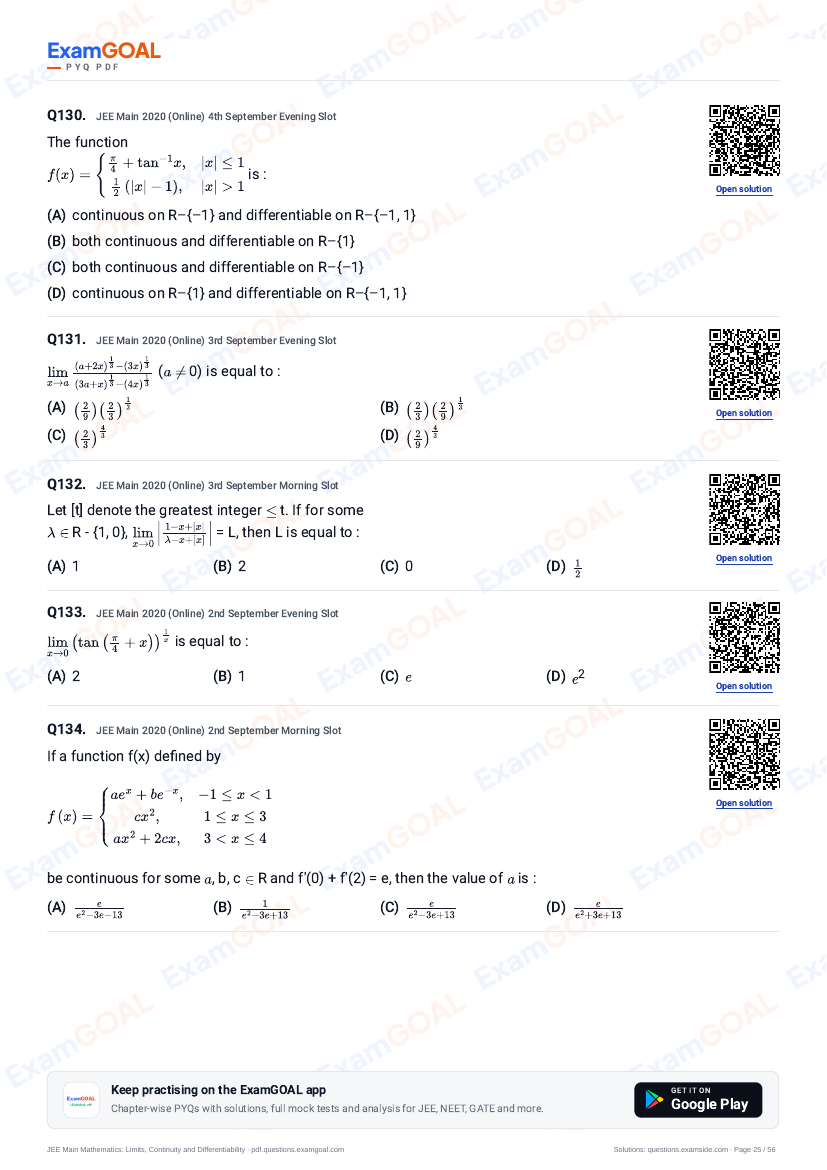 ExamGOAL
PYQ PDF
Q130. JEE Main 2020 (Online) 4th September Evening Slot
The function
f(x) = { π/4 + tan⁻¹x, |x| ≤ 1
1/2 (|x| − 1), |x| > 1 is :
(A) continuous on R−{−1} and differentiable on R−{−1, 1}
(B) both continuous and differentiable on R−{1}
(C) both continuous and differentiable on R−{−1}
(D) continuous on R−{1} and differentiable on R−{−1, 1}
Open solution
Q131. JEE Main 2020 (Online) 3rd September Evening Slot
lim x→a ((a+2x)^(1/3) − (3x)^(1/3)) / ((3a+x)^(1/3) − (4x)^(1/3)) (a ≠ 0) is equal to :
(A) (2/9)(2/3)^(1/3) (B) (2/3)(2/9)^(1/3)
(C) (2/3)^(4/3) (D) (2/9)^(4/3)
Open solution
Q132. JEE Main 2020 (Online) 3rd September Morning Slot
Let [t] denote the greatest integer ≤ t. If for some
λ ∈ R - {1, 0}, lim x→0 |(1−x+|x|)/(λ−x+[x])| = L, then L is equal to :
(A) 1 (B) 2 (C) 0 (D) 1/2
Open solution
Q133. JEE Main 2020 (Online) 2nd September Evening Slot
lim x→0 (tan(π/4 + x))^(1/x) is equal to :
(A) 2 (B) 1 (C) e (D) e²
Open solution
Q134. JEE Main 2020 (Online) 2nd September Morning Slot
If a function f(x) defined by
f(x) = { ae^x + be^(−x), −1 ≤ x < 1
cx², 1 ≤ x ≤ 3
ax² + 2cx, 3 < x ≤ 4
be continuous for some a, b, c ∈ R and f'(0) + f'(2) = e, then the value of a is :
(A) e/(e²−3e−13) (B) 1/(e²−3e+13) (C) e/(e²−3e+13) (D) e/(e²+3e+13)
Open solution
ExamGOAL
Keep practising on the ExamGOAL app
Chapter-wise PYQs with solutions, full mock tests and analysis for JEE, NEET, GATE and more.
GET IT ON
Google Play
JEE Main Mathematics: Limits, Continuity and Differentiability · pdf.questions.examgoal.com
Solutions: questions.examside.com · Page 25 / 56